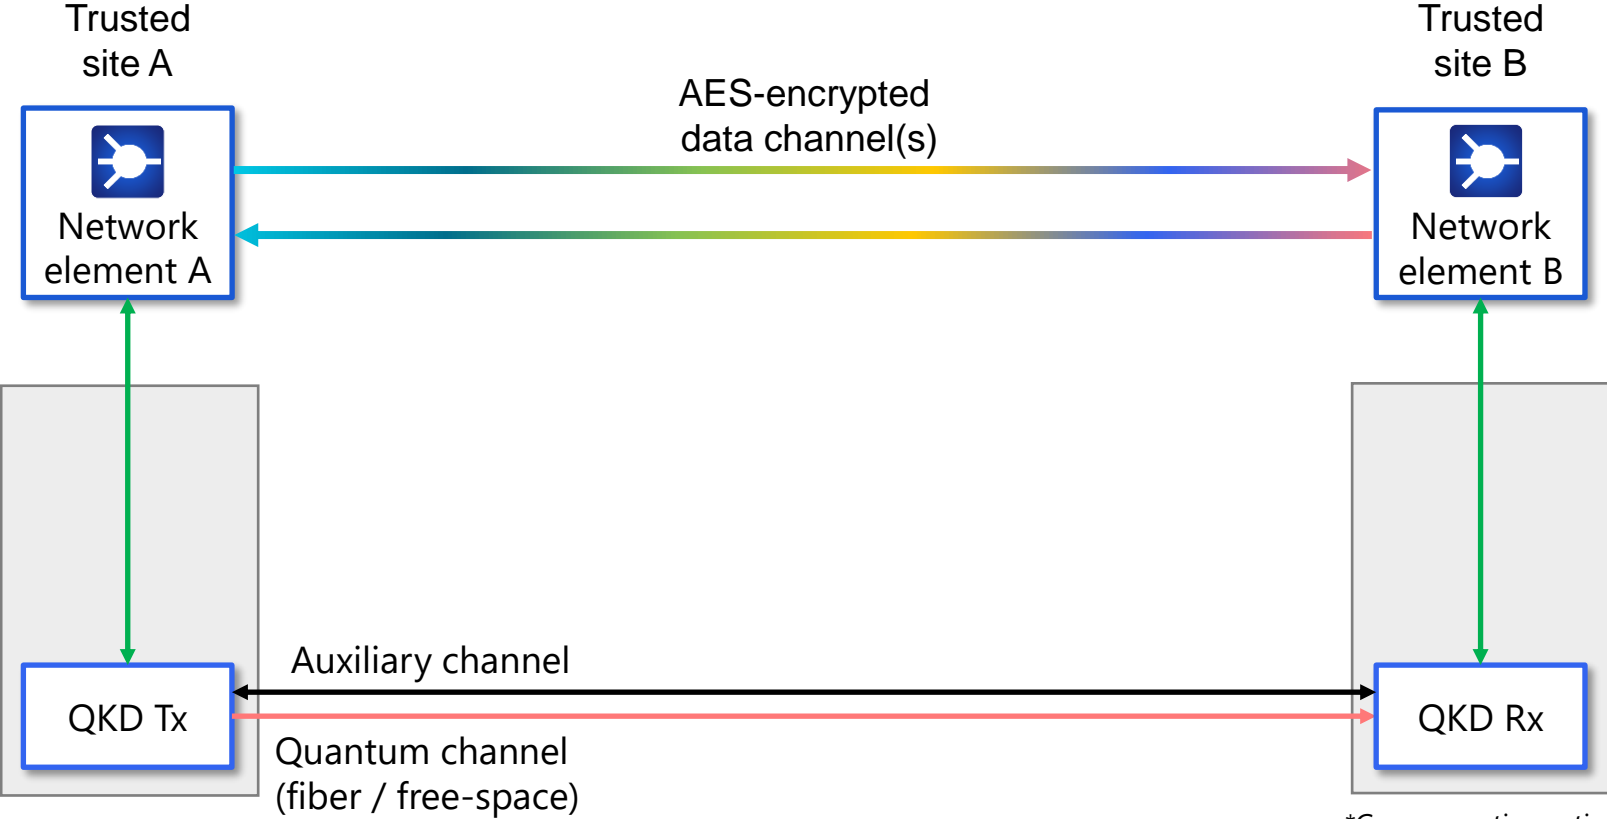 Trusted
site A
Trusted
site B
AES-encrypted
data channel(s)
Network
element A
Network
element B
Auxiliary channel
QKD Tx
QKD Rx
Quantum channel
(fiber / free-space)